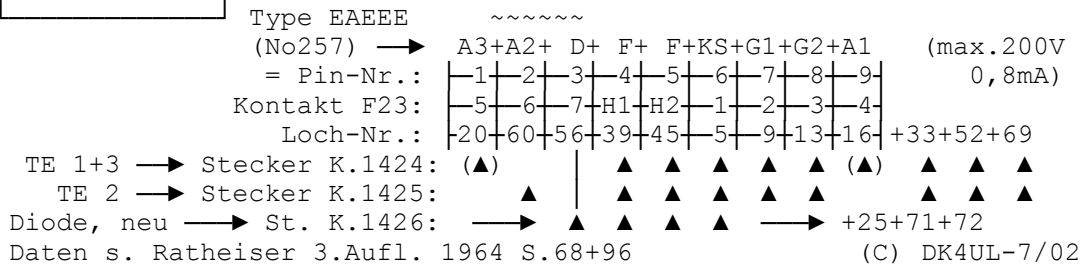 Type EAEEE ~~~~~~
(No257) ──► A3+A2+ D+ F+ F+KS+G1+G2+A1 (max.200V
= Pin-Nr.: ├─1┼─2┼─3┼─4┼─5┼─6┼─7┼─8┼─9┤ 0,8mA)
Kontakt F23: ├─5┼─6┼─7┼H1┼H2┼─1┼─2┼─3┼─4┤
Loch-Nr.: ├20┼60┼56┼39┼45┼─5┼─9┼13┼16┤+33+52+69
TE 1+3 ──► Stecker K.1424: (▲) │ ▲ ▲ ▲ ▲ ▲ (▲) ▲ ▲ ▲
TE 2 ──► Stecker K.1425: ▲ │ ▲ ▲ ▲ ▲ ▲ ▲ ▲ ▲
Diode, neu ───► St. K.1426: ───► ▲ ▲ ▲ ▲ ───► +25+71+72
Daten s. Ratheiser 3.Aufl. 1964 S.68+96 (C) DK4UL-7/02